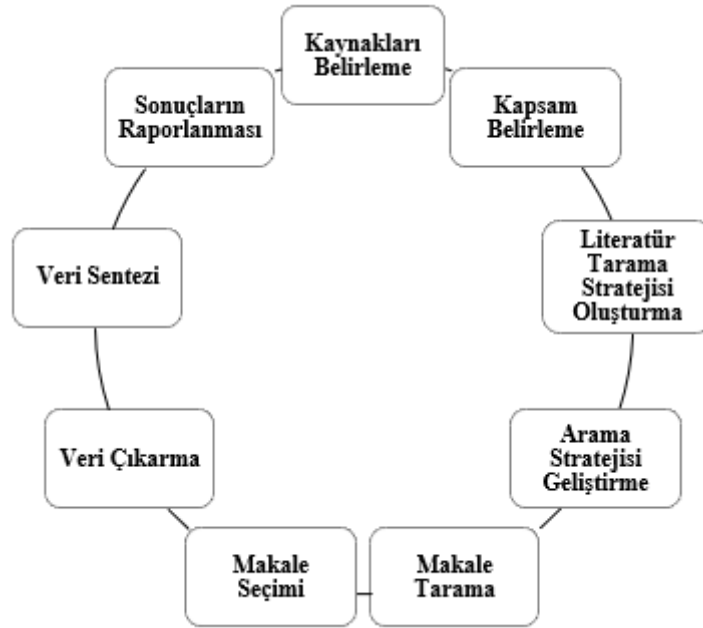 Kaynakları
Belirleme
Kapsam
Belirleme
Literatür
Tarama
Stratejisi
Oluşturma
Arama
Stratejisi
Geliştirme
Makale
Tarama
Makale
Seçimi
Veri Çıkarma
Veri Sentezi
Sonuçların
Raporlanması